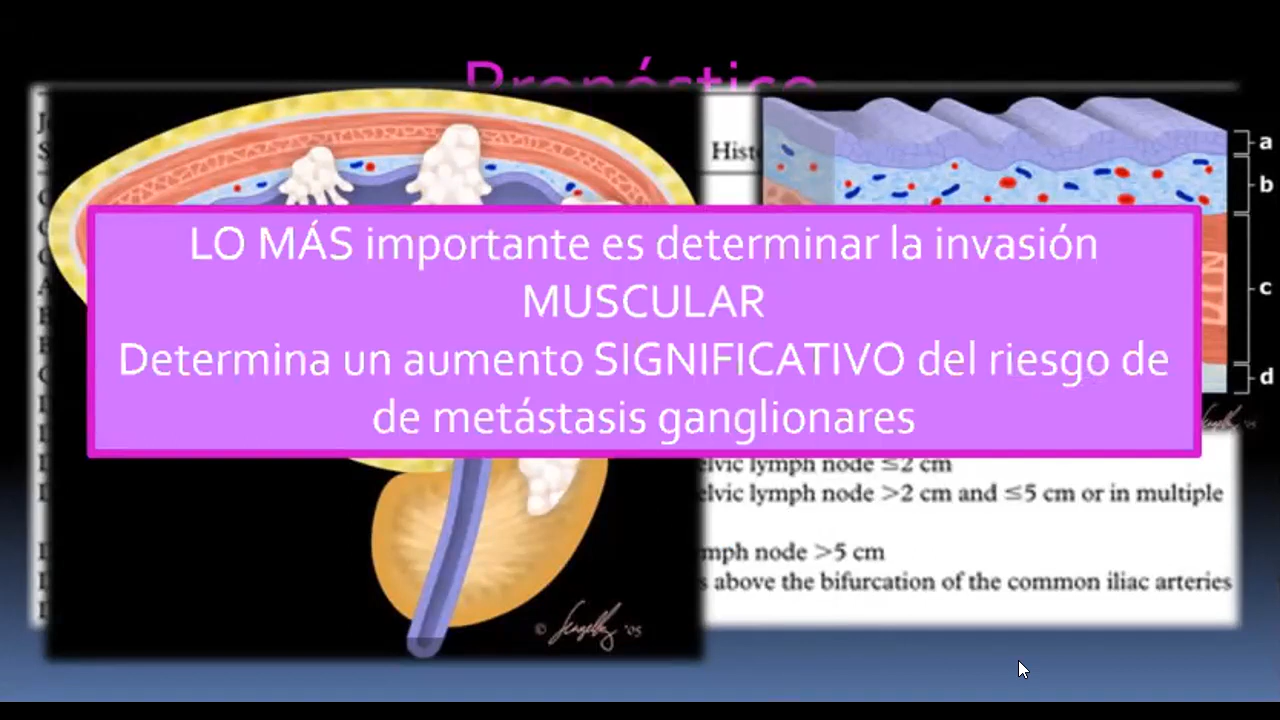 Pronóstico
Histo
a
b
LO MÁS importante es determinar la invasión
MUSCULAR
c
Determina un aumento SIGNIFICATIVO del riesgo de
d
de metástasis ganglionares
elvic lymph node ≤2 cm
elvic lymph node >2 cm and ≤5 cm or in multiple
mph node >5 cm
s above the bifurcation of the common iliac arteries
©
'05